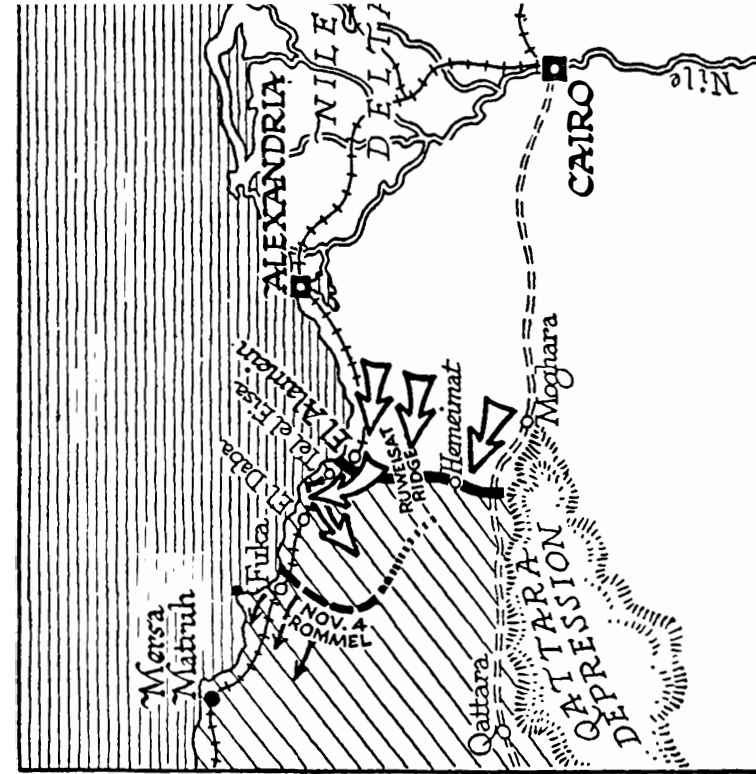 NILE
DELTA
Nile
CAIRO
ALEXANDRIA
El Alamein
Tel el Eisa
El Daba
Fuka
Mersa
Matruh
RUWEISAT
RIDGE
Hemeimat
Moghara
NOV. 4
ROMMEL
Qattara
QATTARA
DEPRESSION